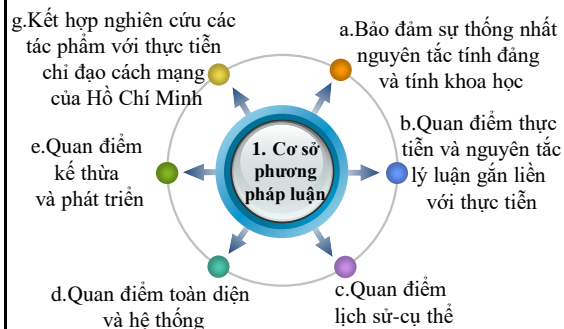 1. Cơ sở
phương
pháp luận
a.Bảo đảm sự thống nhất
nguyên tắc tính đảng
và tính khoa học
b.Quan điểm thực
tiễn và nguyên tắc
lý luận gắn liền
với thực tiễn
c.Quan điểm
lịch sử-cụ thể
d.Quan điểm toàn diện
và hệ thống
e.Quan điểm
kế thừa
và phát triển
g.Kết hợp nghiên cứu các
tác phẩm với thực tiễn
chỉ đạo cách mạng
của Hồ Chí Minh